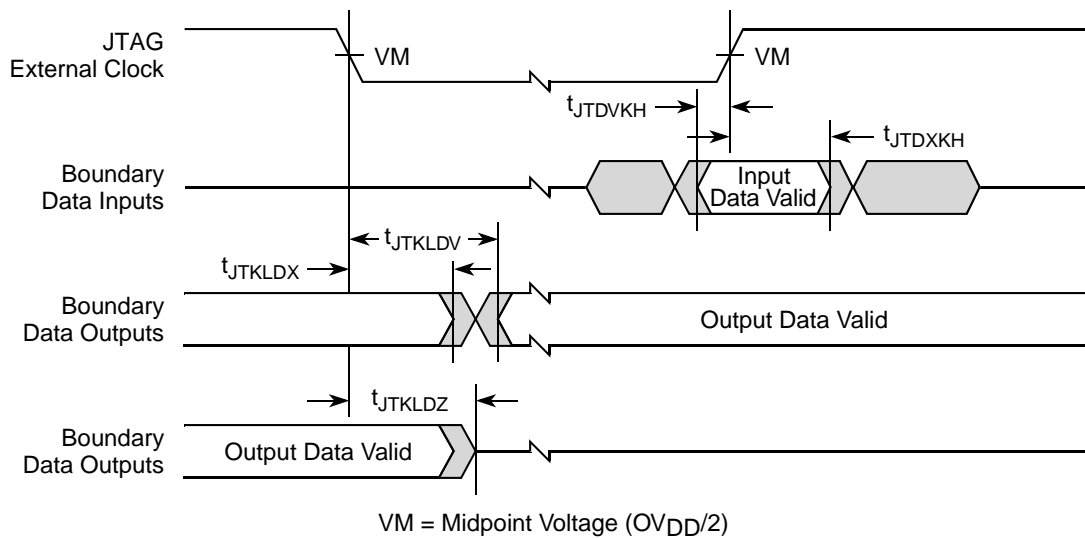 JTAG
External Clock
VM
VM
tJTDVKH
tJTDXKH
Boundary
Data Inputs
Input
Data Valid
tJTKLDV
tJTKLDX
Boundary
Data Outputs
Output Data Valid
tJTKLDZ
Boundary
Data Outputs
Output Data Valid
VM = Midpoint Voltage (OVDD/2)